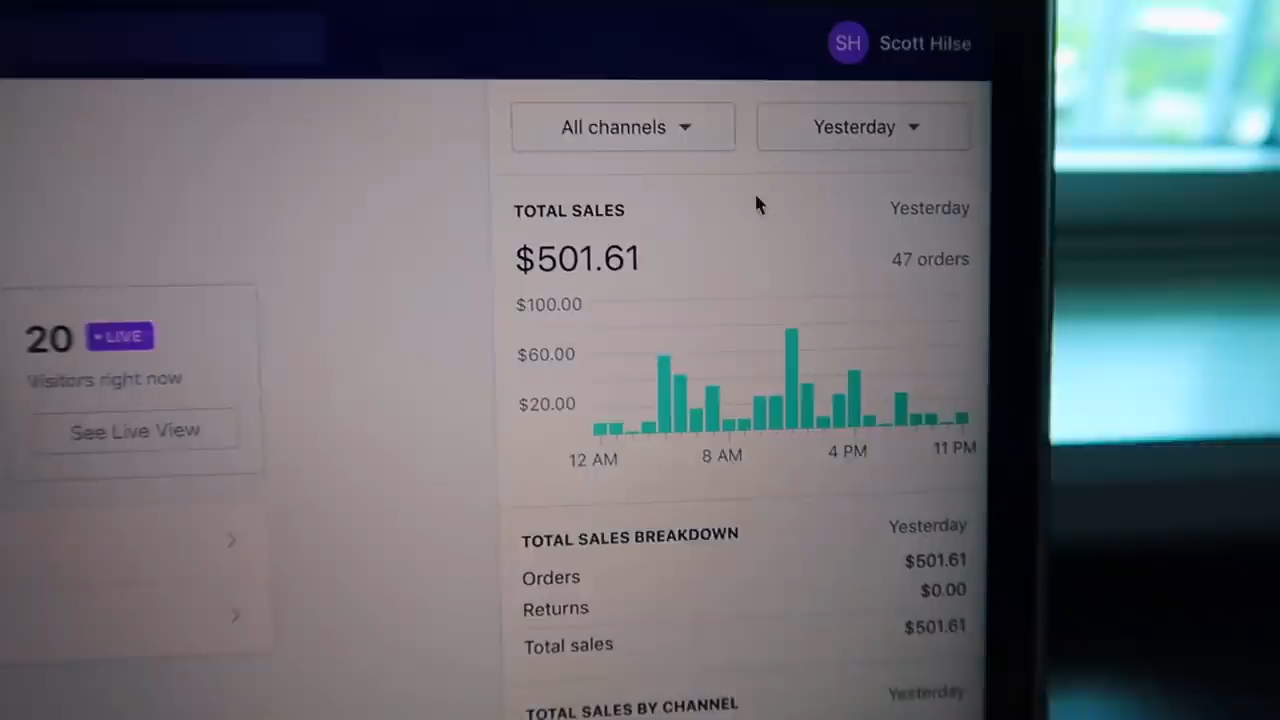 SH Scott Hilse
All channels Yesterday
TOTAL SALES Yesterday
$501.61 47 orders
$100.00
$60.00
$20.00
12 AM 8 AM 4 PM 11 PM
20 LIVE
Visitors right now
See Live View
TOTAL SALES BREAKDOWN Yesterday
Orders $501.61
Returns $0.00
Total sales $501.61
TOTAL SALES BY CHANNEL Yesterday